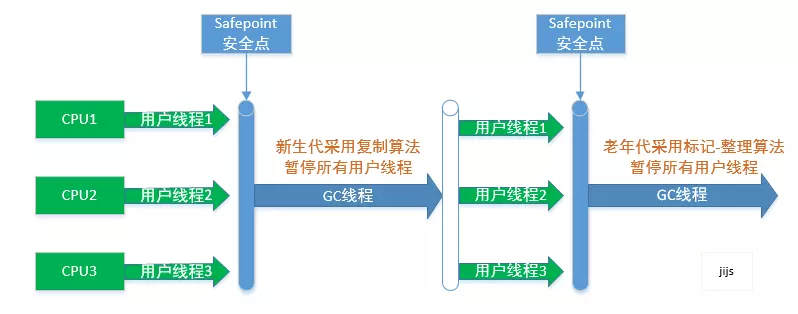 Safepoint
安全点
Safepoint
安全点
CPU1
用户线程1
新生代采用复制算法
暂停所有用户线程
用户线程1
老年代采用标记-整理算法
暂停所有用户线程
CPU2
用户线程2
GC线程
用户线程2
GC线程
CPU3
用户线程3
用户线程3
jijs